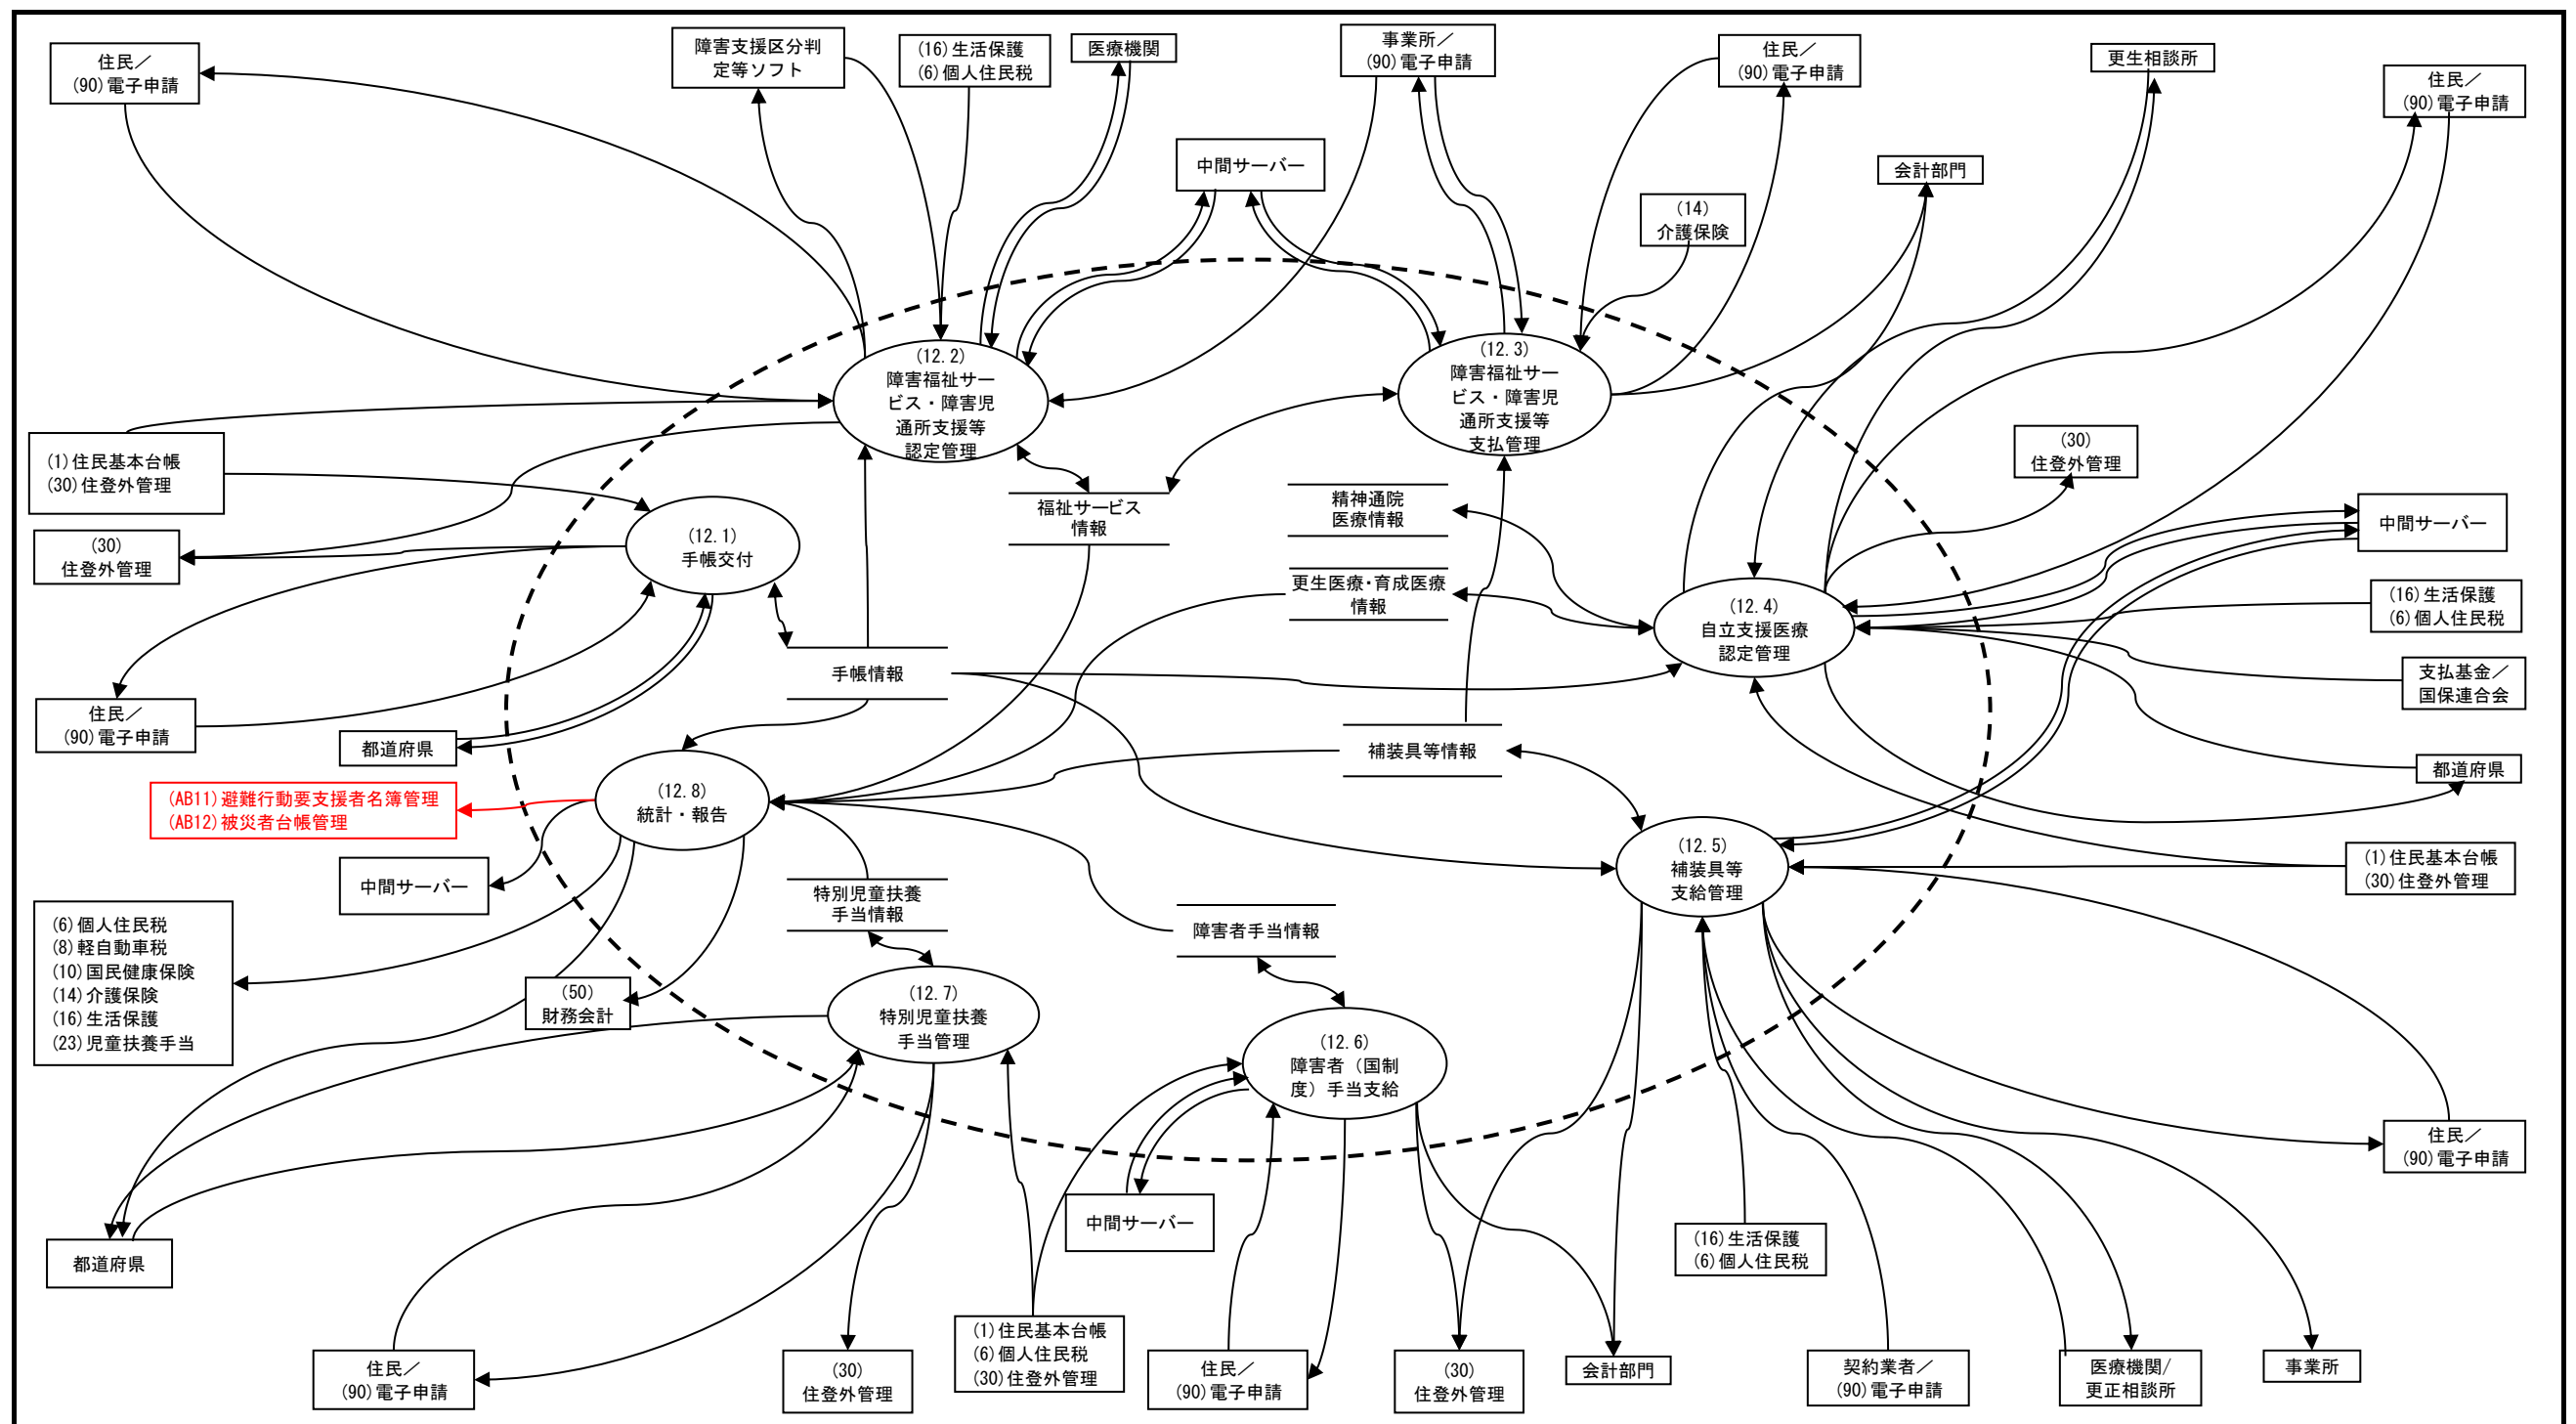 住民／
(90)電子申請
障害支援区分判
定等ソフト
(16)生活保護
(6)個人住民税
医療機関
事業所／
(90)電子申請
住民／
(90)電子申請
更生相談所
住民／
(90)電子申請
中間サーバー
会計部門
(14)
介護保険
(12.2)
障害福祉サー
ビス・障害児
通所支援等
認定管理
(12.3)
障害福祉サー
ビス・障害児
通所支援等
支払管理
(1)住民基本台帳
(30)住登外管理
(30)
住登外管理
(12.1)
手帳交付
福祉サービス
情報
精神通院
医療情報
(30)
住登外管理
中間サーバー
更生医療・育成医療
情報
(12.4)
自立支援医療
認定管理
(16)生活保護
(6)個人住民税
手帳情報
支払基金／
国保連合会
住民／
(90)電子申請
都道府県
補装具等情報
都道府県
(AB11)避難行動要支援者名簿管理
(AB12)被災者台帳管理
(12.8)
統計・報告
(12.5)
補装具等
支給管理
(1)住民基本台帳
(30)住登外管理
中間サーバー
特別児童扶養
手当情報
障害者手当情報
(6)個人住民税
(8)軽自動車税
(10)国民健康保険
(14)介護保険
(16)生活保護
(23)児童扶養手当
(50)
財務会計
(12.7)
特別児童扶養
手当管理
(12.6)
障害者（国制
度）手当支給
住民／
(90)電子申請
中間サーバー
都道府県
(16)生活保護
(6)個人住民税
住民／
(90)電子申請
(30)
住登外管理
(1)住民基本台帳
(6)個人住民税
(30)住登外管理
住民／
(90)電子申請
(30)
住登外管理
会計部門
契約業者／
(90)電子申請
医療機関/
更正相談所
事業所